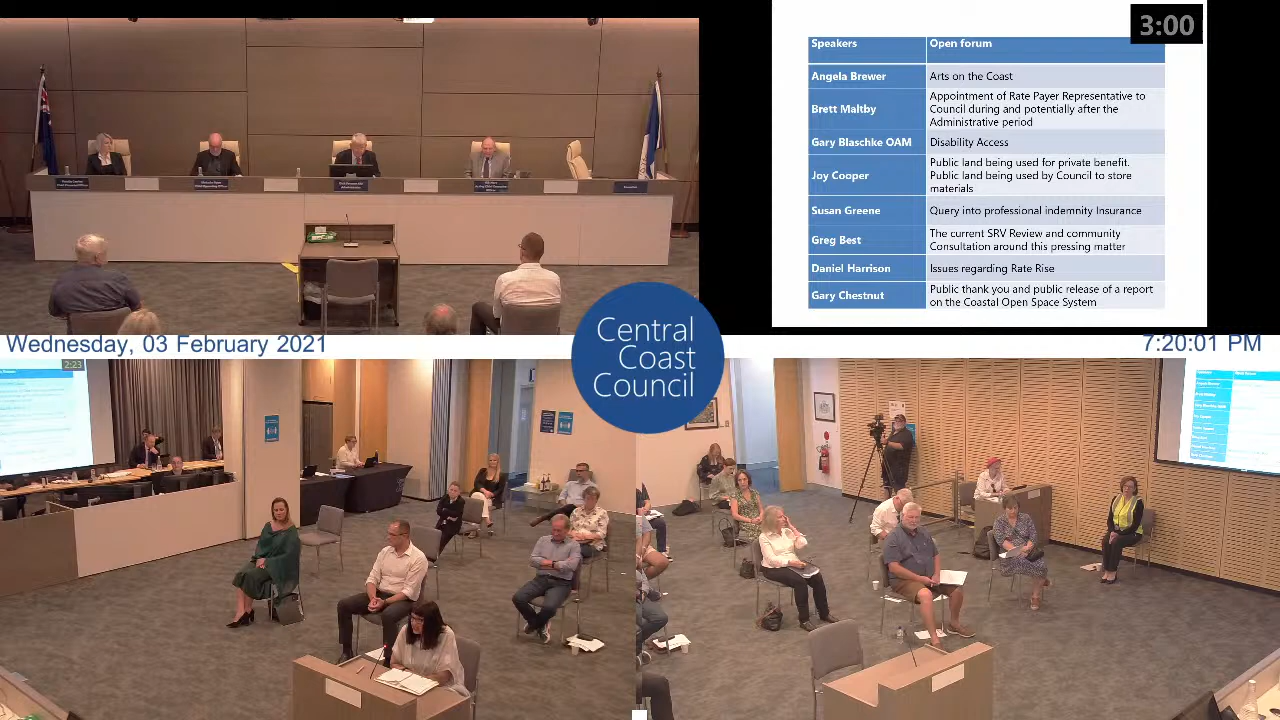 3:00
Speakers Open forum
Angela Brewer Arts on the Coast
Brett Maltby Appointment of Rate Payer Representative to
Council during and potentially after the
Administrative period
Gary Blaschke OAM Disability Access
Joy Cooper Public land being used for private benefit.
Public land being used by Council to store
materials
Susan Greene Query into professional indemnity Insurance
Greg Best The current SRV Review and community
Consultation around this pressing matter
Daniel Harrison Issues regarding Rate Rise
Gary Chestnut Public thank you and public release of a report
on the Coastal Open Space System
Wednesday, 03 February 2021
7:20:01 PM
Central
Coast
Council
2:23